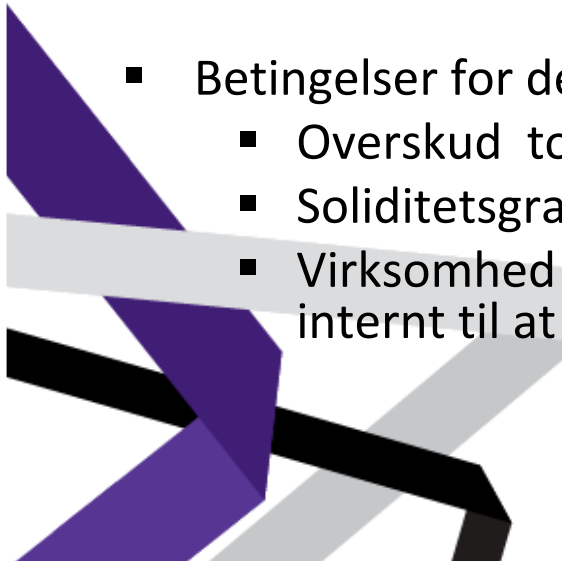 Betingelser for de
Overskud to
Soliditetsgra
Virksomhed
internt til at